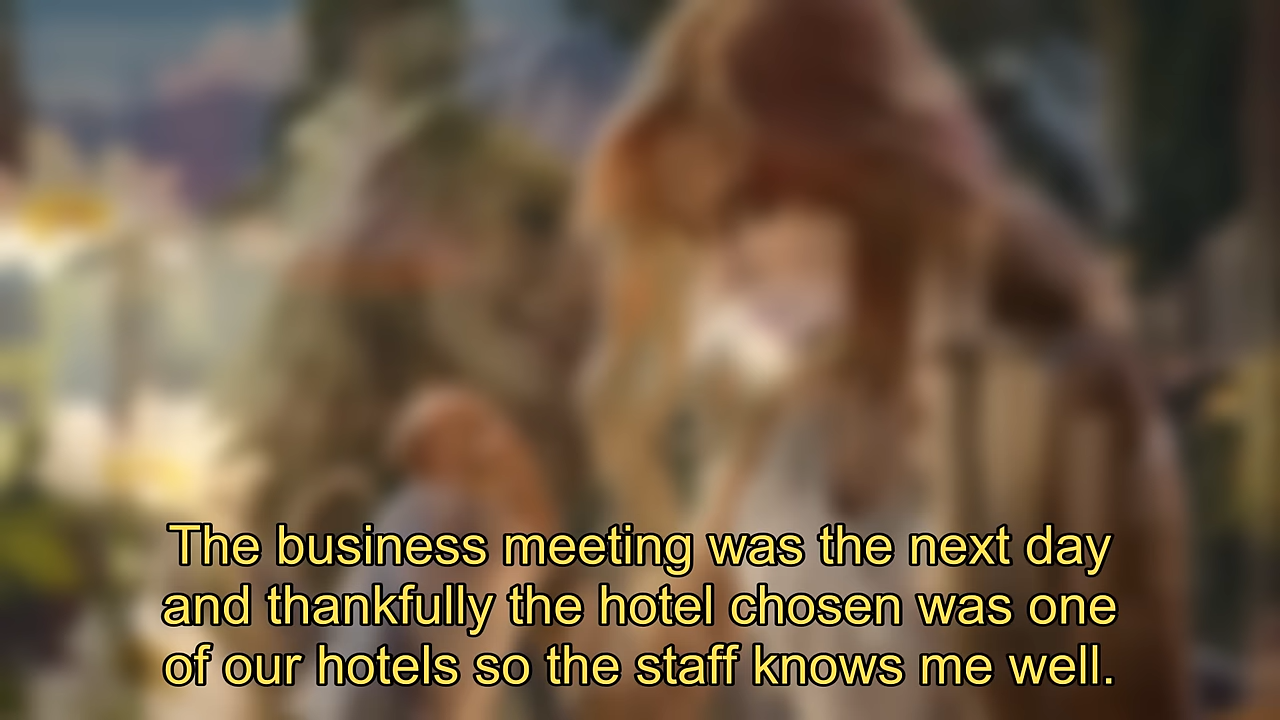 The business meeting was the next day
and thankfully the hotel chosen was one
of our hotels so the staff knows me well.